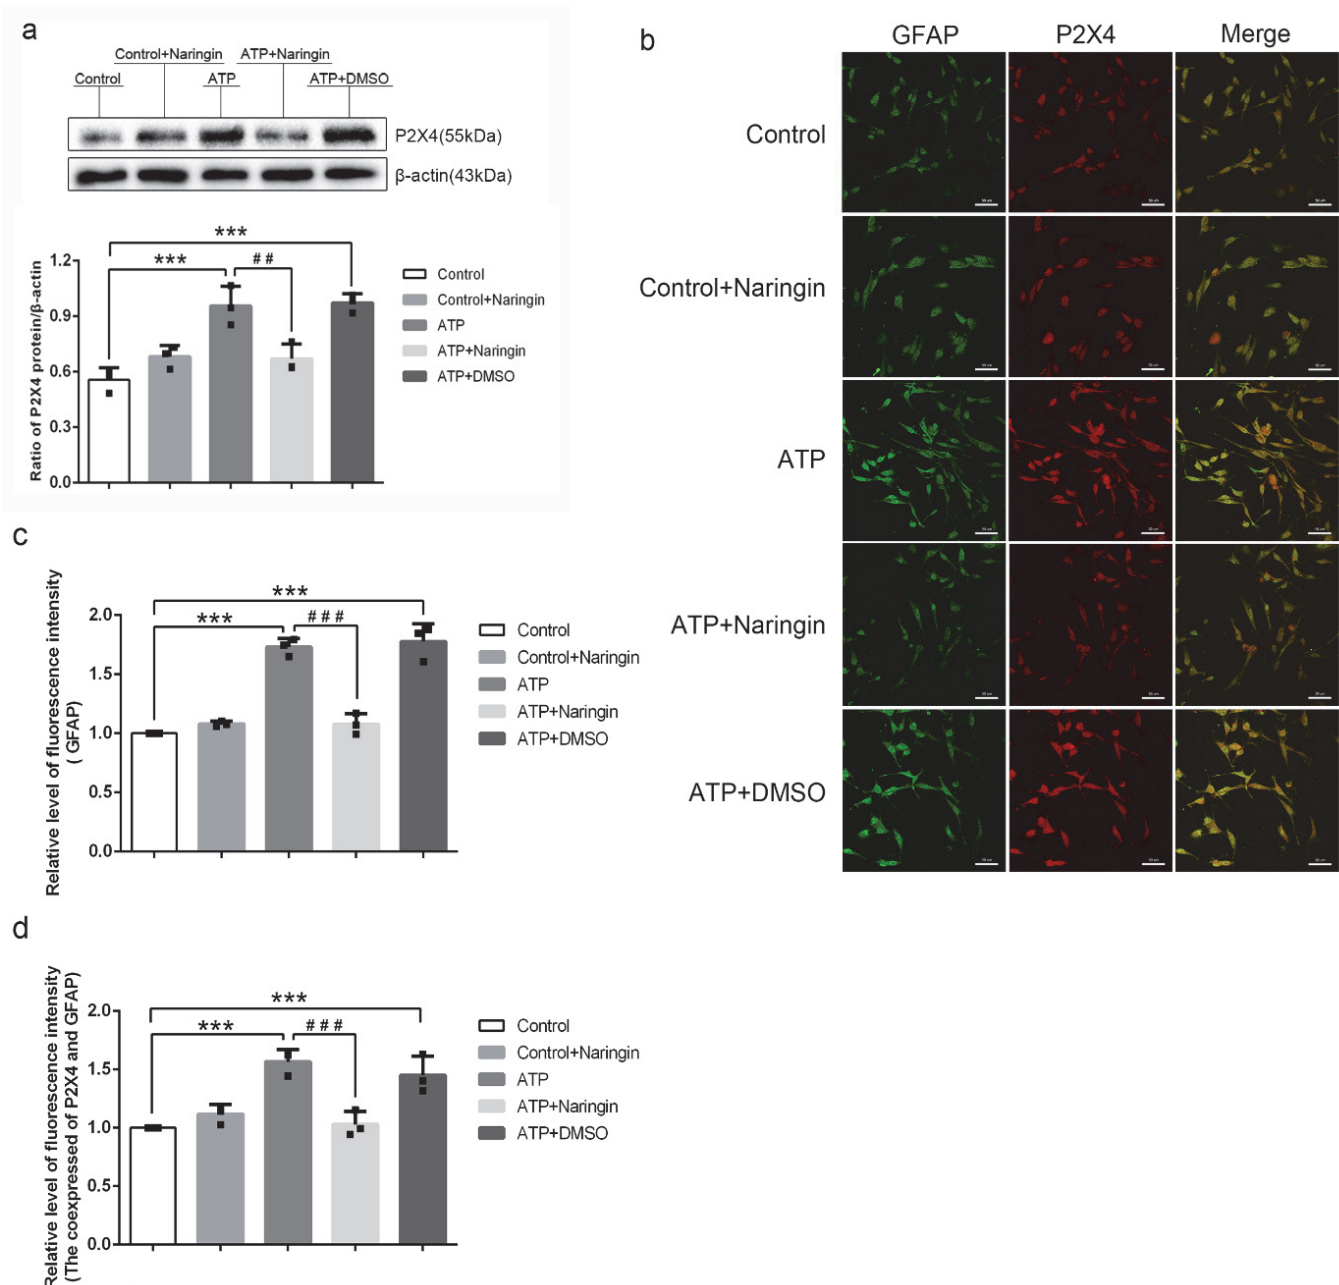 a
Control+Naringin ATP+Naringin
Control ATP ATP+DMSO
P2X4(55kDa)
β-actin(43kDa)
Ratio of P2X4 protein/β-actin
1.2
0.9
0.6
0.3
0.0
***
***
##
Control
Control+Naringin
ATP
ATP+Naringin
ATP+DMSO
b
GFAP P2X4 Merge
Control
Control+Naringin
ATP
ATP+Naringin
ATP+DMSO
c
Relative level of fluorescence intensity
( GFAP)
2.0
1.5
1.0
0.5
0.0
***
***
###
Control
Control+Naringin
ATP
ATP+Naringin
ATP+DMSO
d
Relative level of fluorescence intensity
(The coexpressed of P2X4 and GFAP)
2.0
1.5
1.0
0.5
0.0
***
***
###
Control
Control+Naringin
ATP
ATP+Naringin
ATP+DMSO